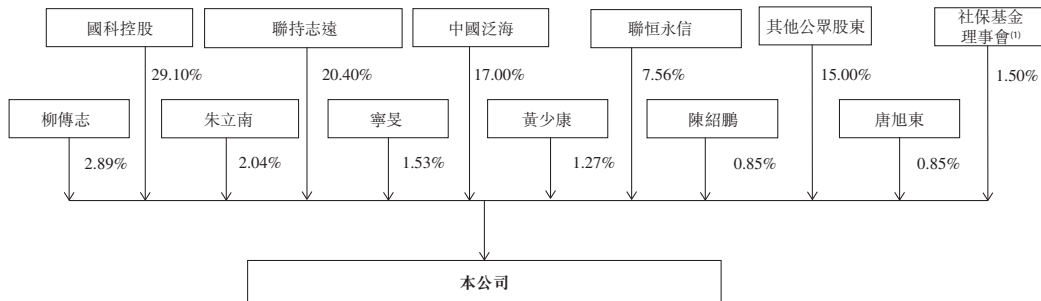 國科控股
聯持志遠
中國泛海
聯恒永信
其他公眾股東
社保基金
理事會(1)
29.10%
20.40%
17.00%
7.56%
15.00%
1.50%
柳傳志
朱立南
寧旻
黃少康
陳紹鵬
唐旭東
2.89%
2.04%
1.53%
1.27%
0.85%
0.85%
本公司